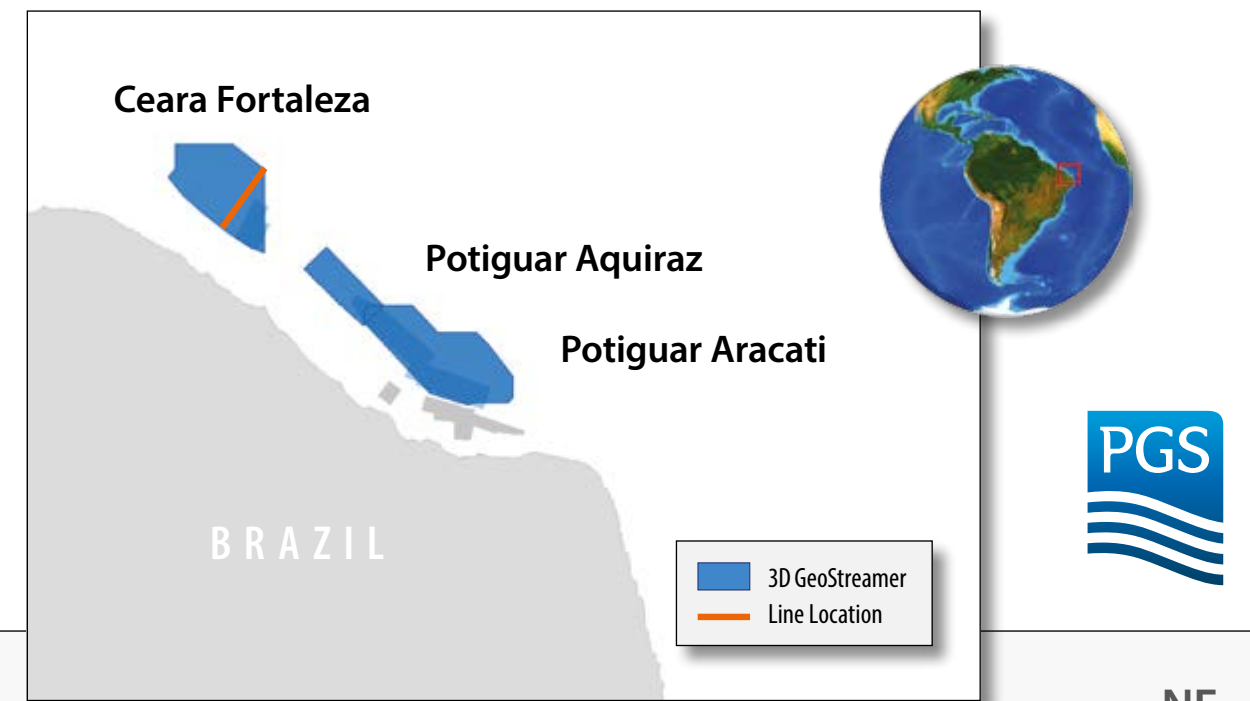 Ceara Fortaleza
Potiguar Aquiraz
Potiguar Aracati
PGS
BRAZIL
3D GeoStreamer
Line Location